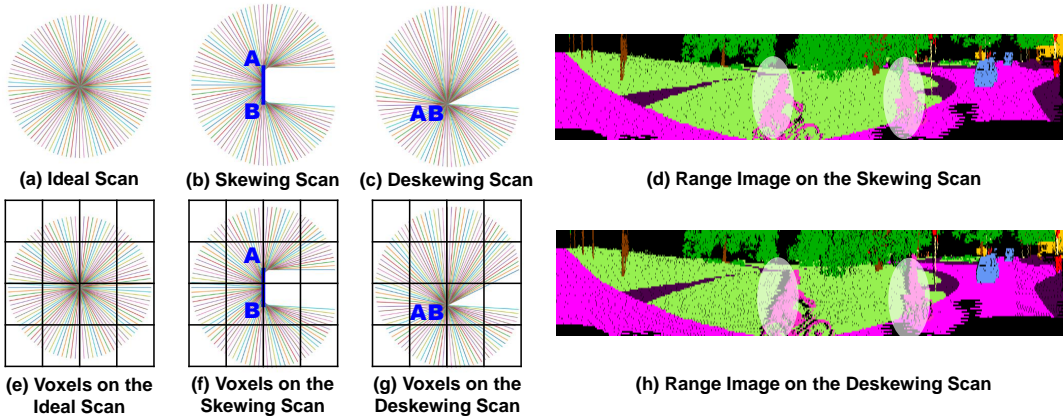 A
B
AB
(a) Ideal Scan
(b) Skewing Scan
(c) Deskewing Scan
(d) Range Image on the Skewing Scan
A
B
AB
(e) Voxels on the
Ideal Scan
(f) Voxels on the
Skewing Scan
(g) Voxels on the
Deskewing Scan
(h) Range Image on the Deskewing Scan